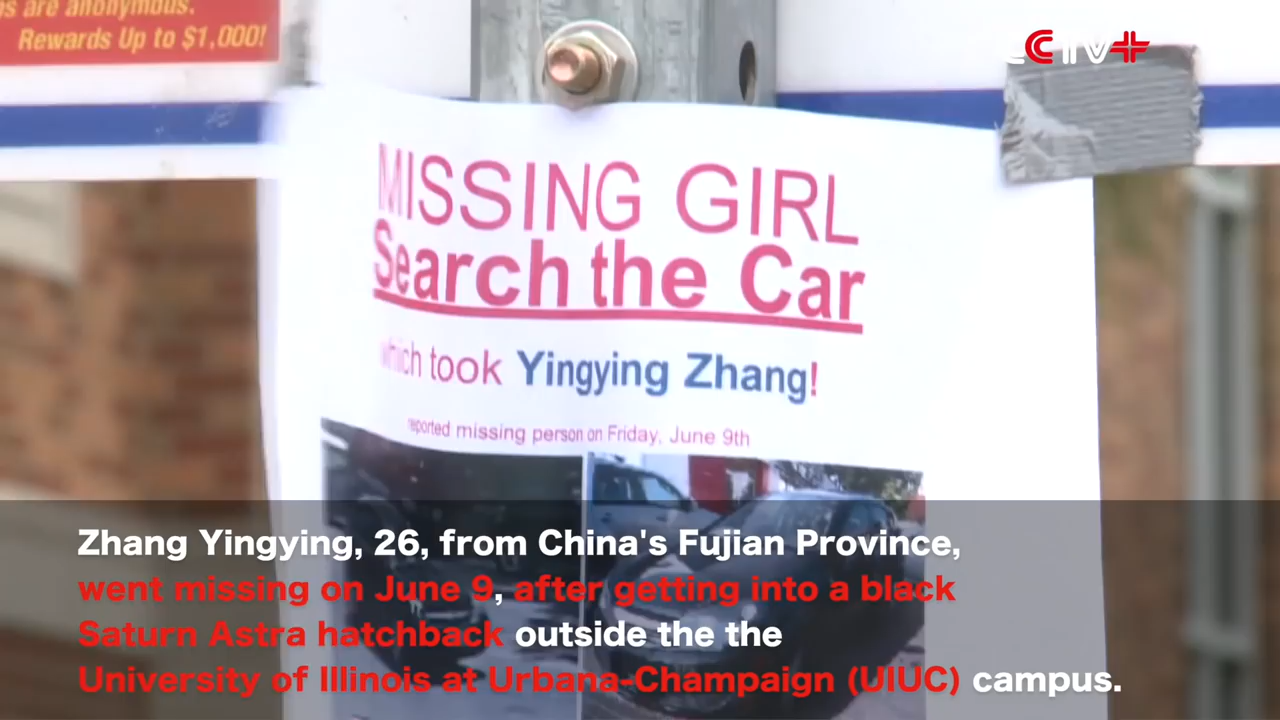 s are anonymous.
Rewards Up to $1,000!
CCTV+
MISSING GIRL
Search the Car
which took Yingying Zhang!
reported missing person on Friday, June 9th
Zhang Yingying, 26, from China's Fujian Province,
went missing on June 9, after getting into a black
Saturn Astra hatchback outside the the
University of Illinois at Urbana-Champaign (UIUC) campus.